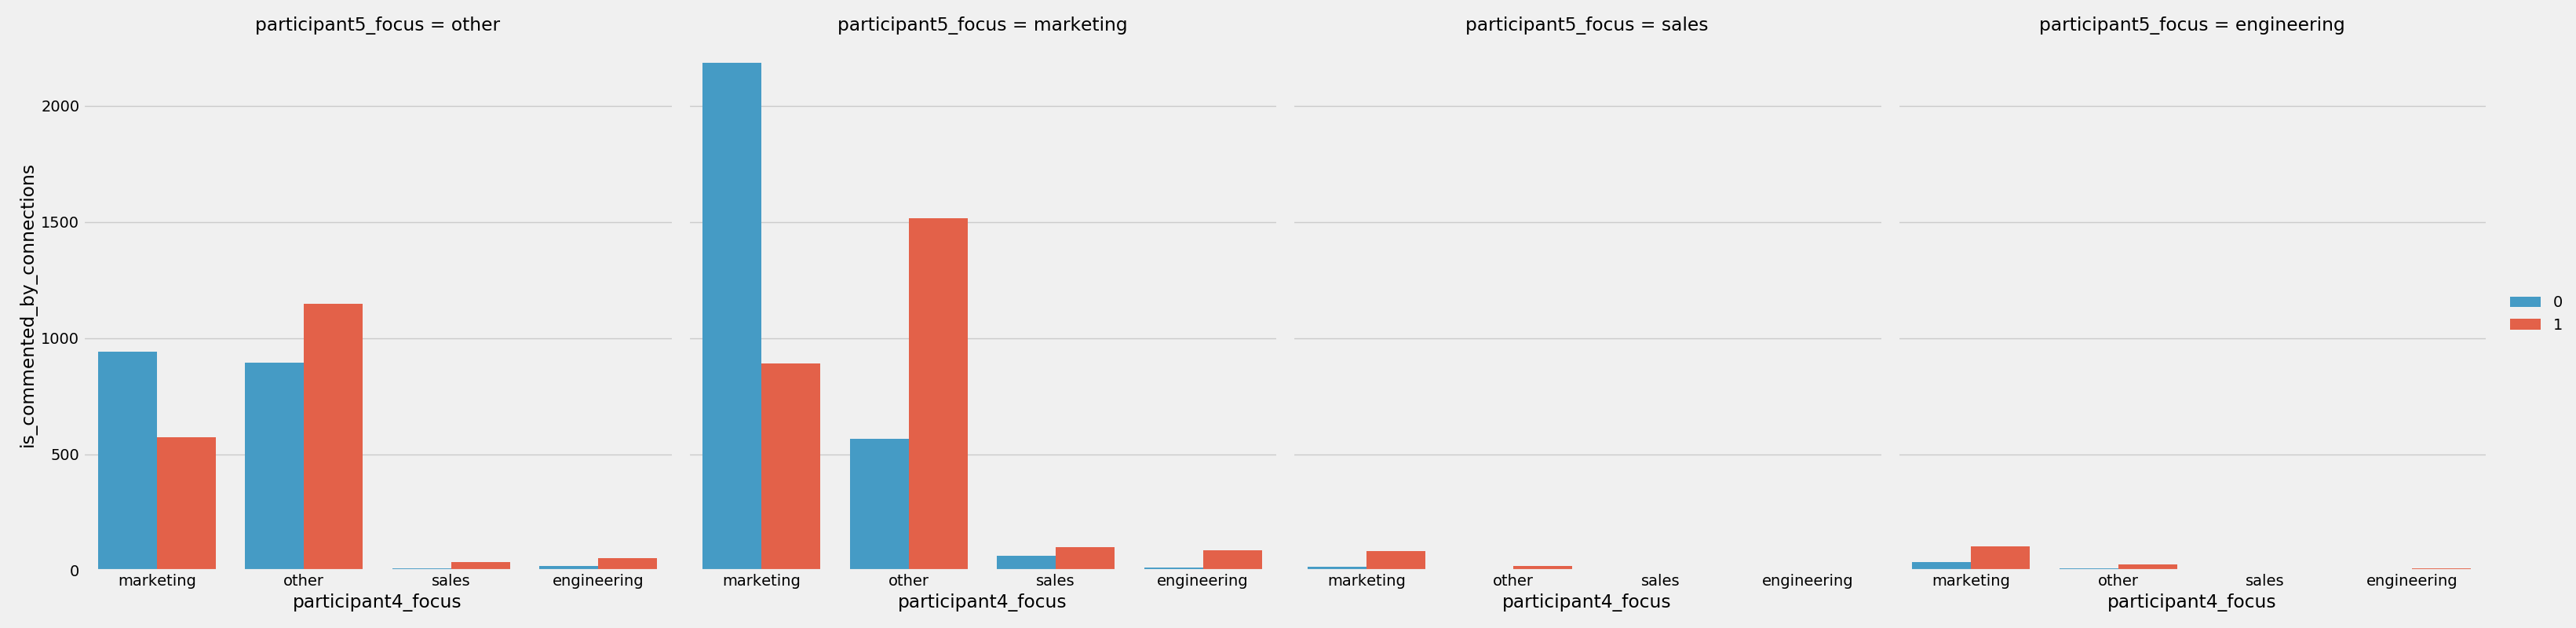 participant5_focus = other
participant5_focus = marketing
participant5_focus = sales
participant5_focus = engineering
is_commented_by_connections
2000
1500
1000
500
0
0
1
marketing other sales engineering
marketing other sales engineering
marketing other sales engineering
marketing other sales engineering
participant4_focus
participant4_focus
participant4_focus
participant4_focus